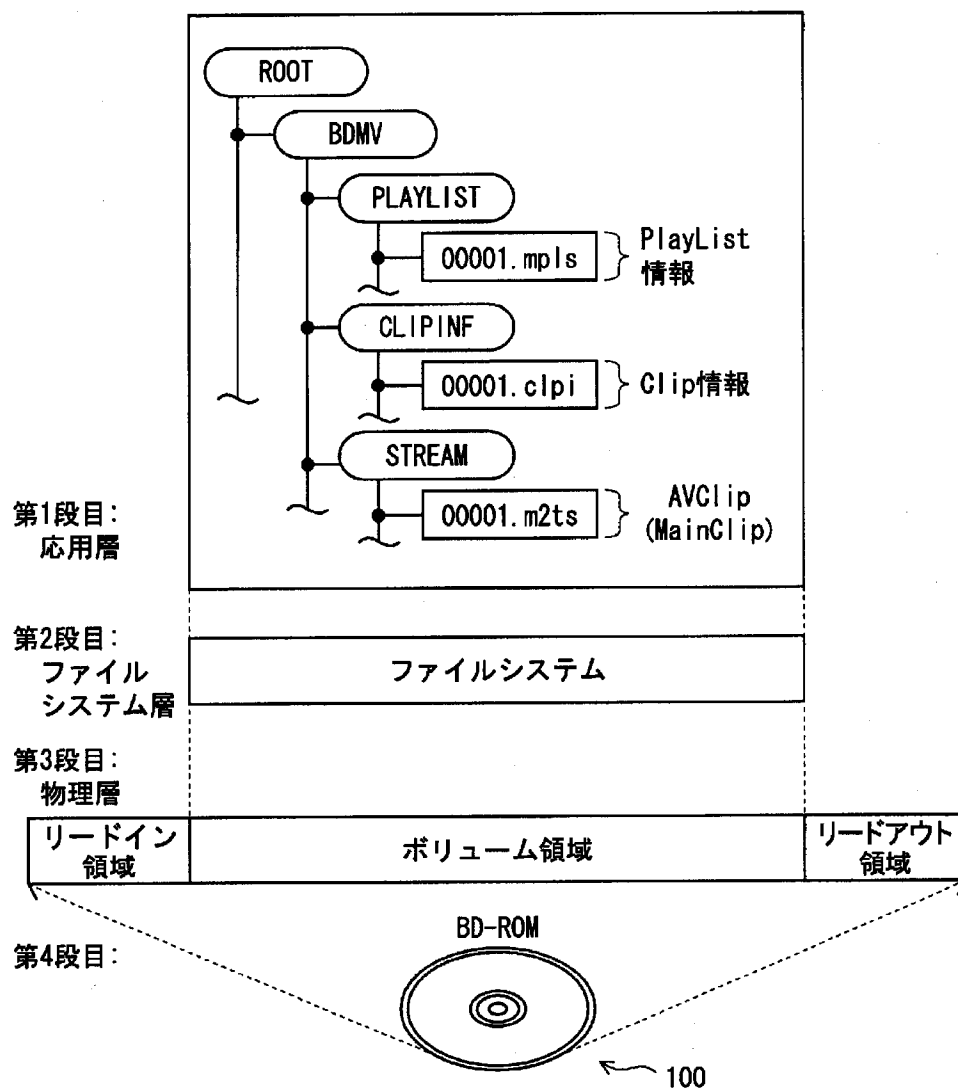 ROOT
BDMV
PLAYLIST
00001.mpls
PlayList
情報
CLIPINF
00001.clpi
Clip情報
STREAM
00001.m2ts
AVClip
(MainClip)
第1段目:
応用層
第2段目:
ファイル
システム層
ファイルシステム
第3段目:
物理層
リードイン
領域
ボリューム領域
リードアウト
領域
第4段目:
BD-ROM
100